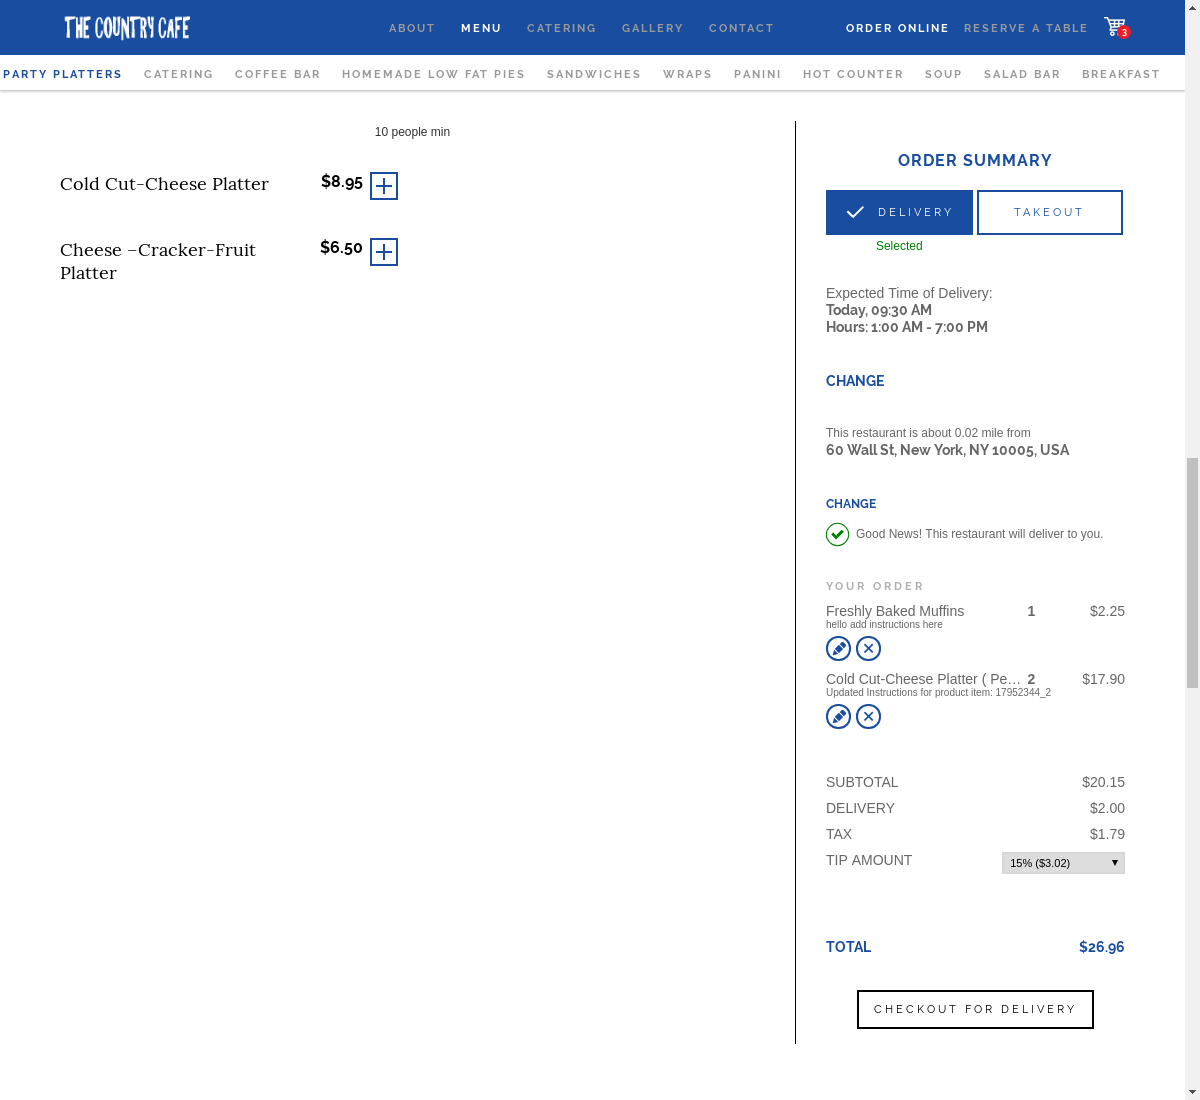 THE COUNTRY CAFE
ABOUT MENU CATERING GALLERY CONTACT ORDER ONLINE RESERVE A TABLE 3
PARTY PLATTERS CATERING COFFEE BAR HOMEMADE LOW FAT PIES SANDWICHES WRAPS PANINI HOT COUNTER SOUP SALAD BAR BREAKFAST
10 people min
Cold Cut-Cheese Platter $8.95
Cheese –Cracker-Fruit $6.50
Platter
ORDER SUMMARY
DELIVERY TAKEOUT
Selected
Expected Time of Delivery:
Today, 09:30 AM
Hours: 1:00 AM - 7:00 PM
CHANGE
This restaurant is about 0.02 mile from
60 Wall St, New York, NY 10005, USA
CHANGE
Good News! This restaurant will deliver to you.
YOUR ORDER
Freshly Baked Muffins 1 $2.25
hello add instructions here
Cold Cut-Cheese Platter ( Pe… 2 $17.90
Updated Instructions for product item: 17952344_2
SUBTOTAL $20.15
DELIVERY $2.00
TAX $1.79
TIP AMOUNT 15% ($3.02)
TOTAL $26.96
CHECKOUT FOR DELIVERY